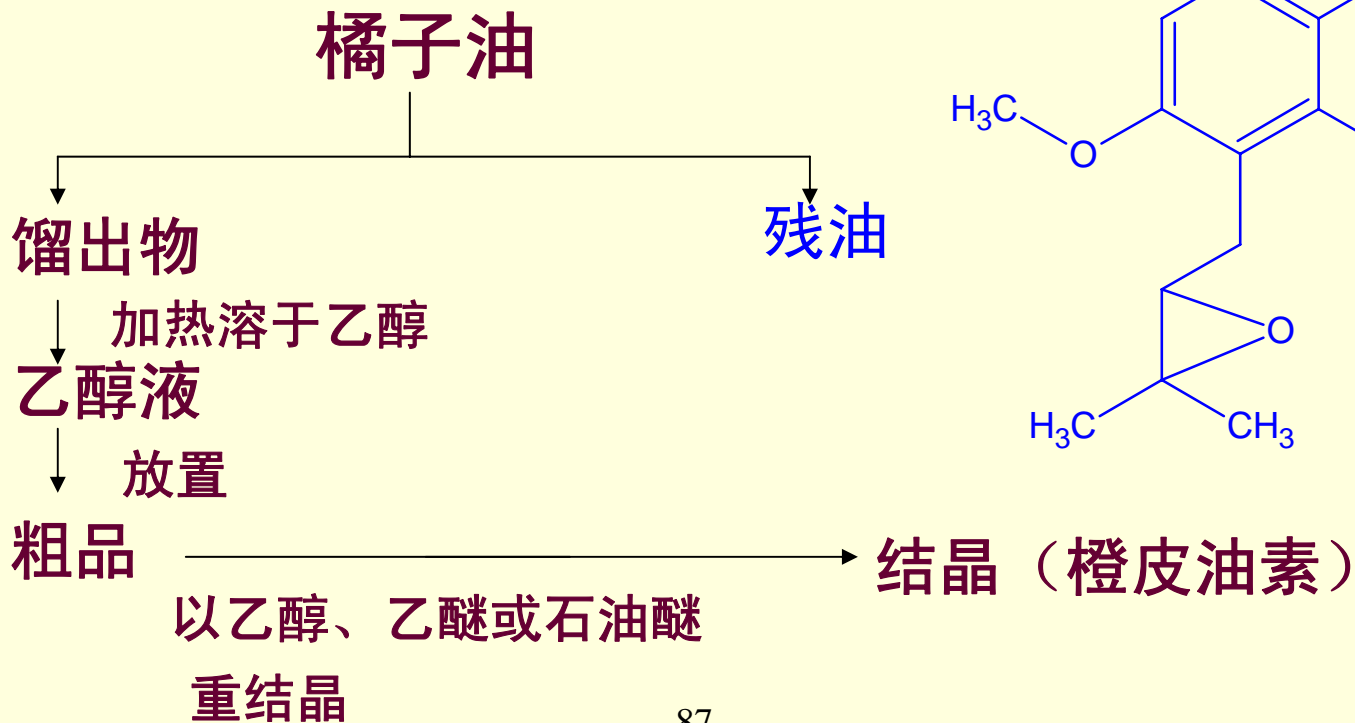 橘子油
H3C
O
馏出物
残油
加热溶于乙醇
O
乙醇液
H3C
CH3
放置
粗品
结晶（橙皮油素）
以乙醇、乙醚或石油醚
重结晶
87